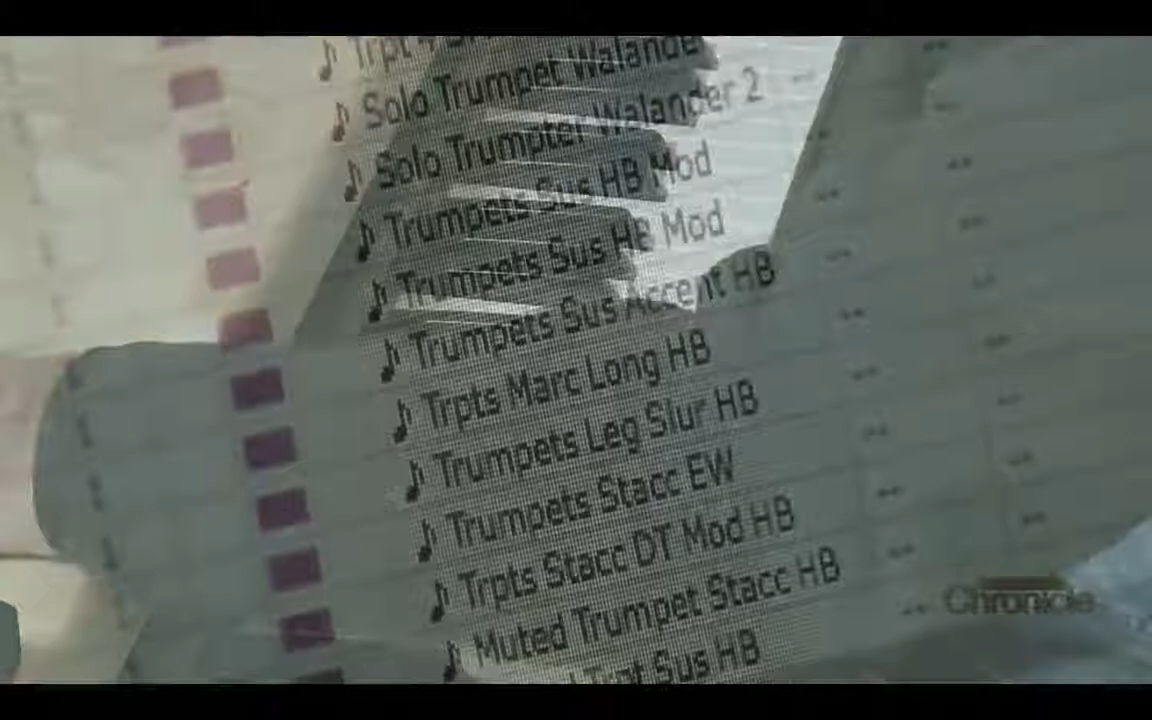 Solo Trumpet Walander
Solo Trumpter Walander 2
Trumpets Sus HB Mod
Trumpets Sus HB Mod
Trumpets Sus Accent HB
Trpts Marc Long HB
Trumpets Leg Slur HB
Trumpets Stacc EW
Trpts Stacc DT Mod HB
Muted Trumpet Stacc HB
Trpt Sus HB
Chronicle